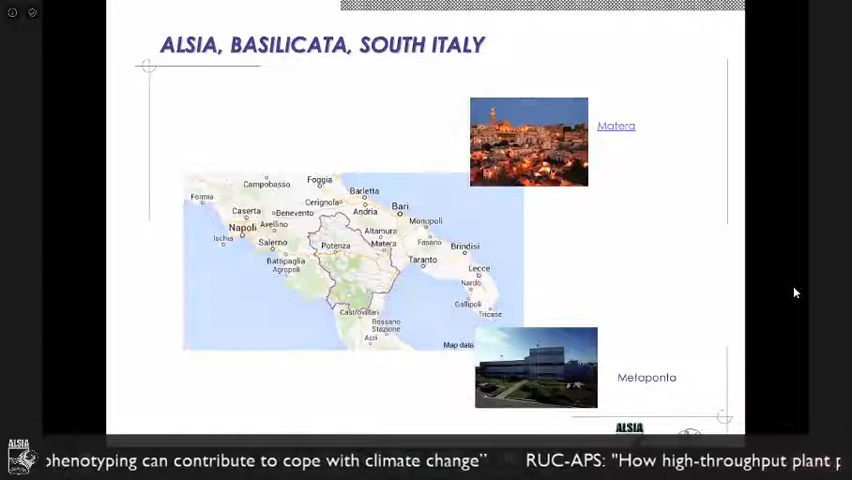 ALSIA, BASILICATA, SOUTH ITALY
Matera
Campobasso
Foggia
Barletta
Formia
Cerignola
Andria
Bari
Caserta
Benevento
Monopoli
Napoli
Avellino
Altamura
Ischia
Salerno
Potenza
Matera
Fasano
Brindisi
Battipaglia
Taranto
Agropoli
Lecce
Nardò
Gallipoli
Tricase
Castrovillari
Rossano
Stazione
Acri
Map data
Metaponto
ALSIA
ALSIA
phenotyping can contribute to cope with climate change” RUC-APS: "How high-throughput plant p